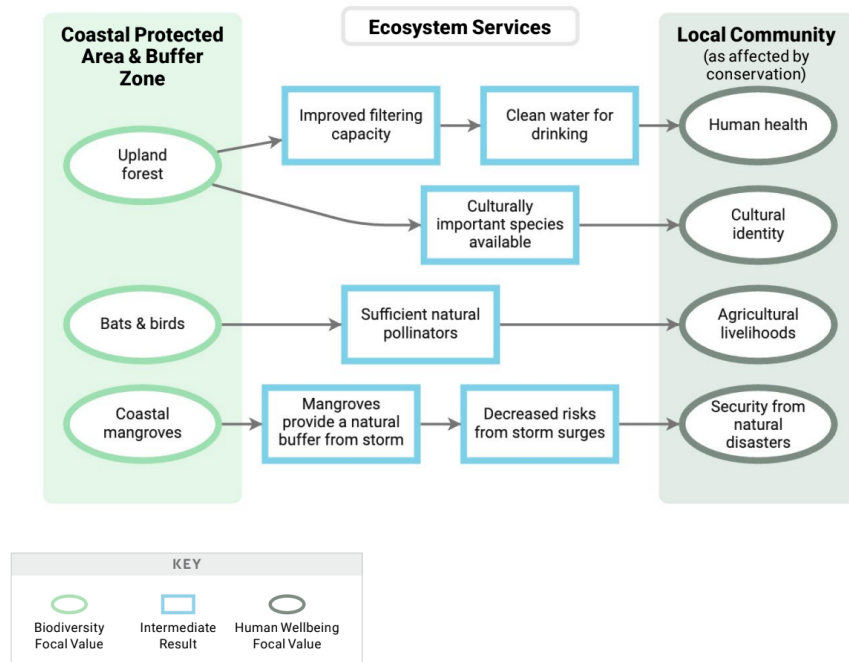 Coastal Protected
Area & Buffer
Zone
Ecosystem Services
Local Community
(as affected by
conservation)
Upland
forest
Improved filtering
capacity
Clean water for
drinking
Human health
Culturally
important species
available
Cultural
identity
Bats & birds
Sufficient natural
pollinators
Agricultural
livelihoods
Coastal
mangroves
Mangroves
provide a natural
buffer from storm
Decreased risks
from storm surges
Security from
natural
disasters
KEY
Biodiversity
Focal Value
Intermediate
Result
Human Wellbeing
Focal Value